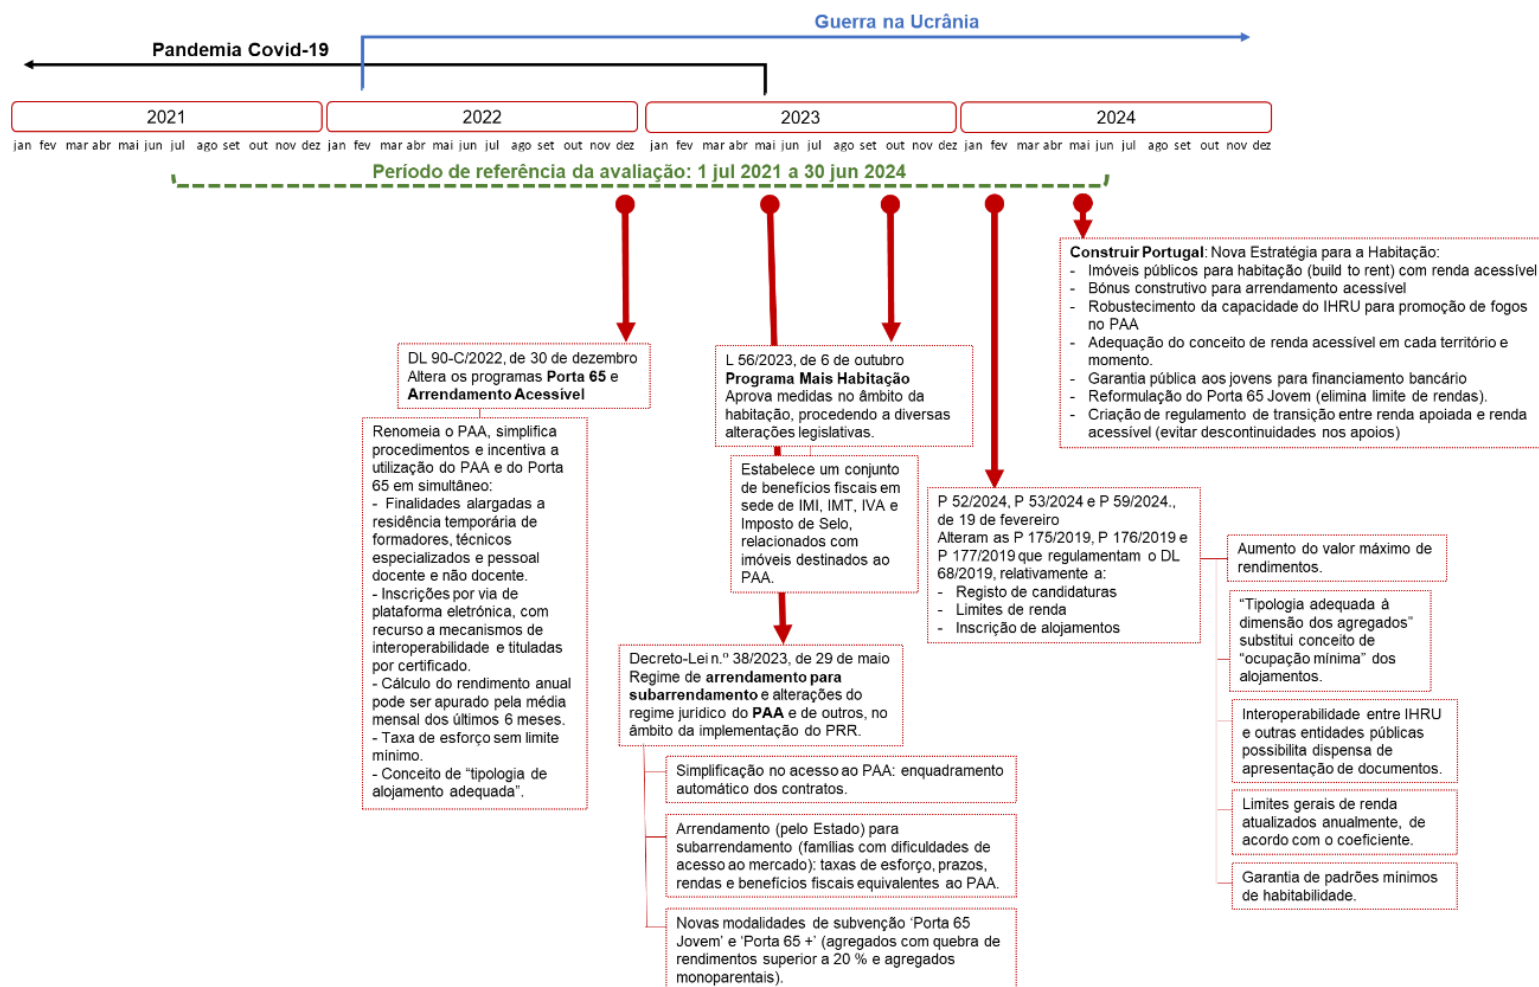 Guerra na Ucrânia
Pandemia Covid-19
2021
2022
2023
2024
jan fev mar abr mai jun jul ago set out nov dez jan fev mar abr mai jun jul ago set out nov dez jan fev mar abr mai jun jul ago set out nov dez jan fev mar abr mai jun jul ago set out nov dez
Período de referência da avaliação: 1 jul 2021 a 30 jun 2024
DL 90-C/2022, de 30 de dezembro
Altera os programas Porta 65 e
Arrendamento Acessível
Renomeia o PAA, simplifica
procedimentos e incentiva a
utilização do PAA e do Porta
65 em simultâneo:
- Finalidades alargadas a
residência temporária de
formadores, técnicos
especializados e pessoal
docente e não docente.
- Inscrições por via de
plataforma eletrónica, com
recurso a mecanismos de
interoperabilidade e tituladas
por certificado.
- Cálculo do rendimento anual
pode ser apurado pela média
mensal dos últimos 6 meses.
- Taxa de esforço sem limite
mínimo.
- Conceito de “tipologia de
alojamento adequada”.
L 56/2023, de 6 de outubro
Programa Mais Habitação
Aprova medidas no âmbito da
habitação, procedendo a diversas
alterações legislativas.
Estabelece um conjunto
de benefícios fiscais em
sede de IMI, IMT, IVA e
Imposto de Selo,
relacionados com
imóveis destinados ao
PAA.
Decreto-Lei n.º 38/2023, de 29 de maio
Regime de arrendamento para
subarrendamento e alterações do
regime jurídico do PAA e de outros, no
âmbito da implementação do PRR.
Simplificação no acesso ao PAA: enquadramento
automático dos contratos.
Arrendamento (pelo Estado) para
subarrendamento (famílias com dificuldades de
acesso ao mercado): taxas de esforço, prazos,
rendas e benefícios fiscais equivalentes ao PAA.
Novas modalidades de subvenção ‘Porta 65
Jovem’ e ‘Porta 65 +’ (agregados com quebra de
rendimentos superior a 20 % e agregados
monoparentais).
P 52/2024, P 53/2024 e P 59/2024.,
de 19 de fevereiro
Alteram as P 175/2019, P 176/2019 e
P 177/2019 que regulamentam o DL
68/2019, relativamente a:
- Registo de candidaturas
- Limites de renda
- Inscrição de alojamentos
Construir Portugal: Nova Estratégia para a Habitação:
- Imóveis públicos para habitação (build to rent) com renda acessível
- Bónus construtivo para arrendamento acessível
- Robustecimento da capacidade do IHRU para promoção de fogos
no PAA
- Adequação do conceito de renda acessível em cada território e
momento.
- Garantia pública aos jovens para financiamento bancário
- Reformulação do Porta 65 Jovem (elimina limite de rendas).
- Criação de regulamento de transição entre renda apoiada e renda
acessível (evitar descontinuidades nos apoios)
Aumento do valor máximo de
rendimentos.
“Tipologia adequada à
dimensão dos agregados”
substitui conceito de
“ocupação mínima” dos
alojamentos.
Interoperabilidade entre IHRU
e outras entidades públicas
possibilita dispensa de
apresentação de documentos.
Limites gerais de renda
atualizados anualmente, de
acordo com o coeficiente.
Garantia de padrões mínimos
de habitabilidade.